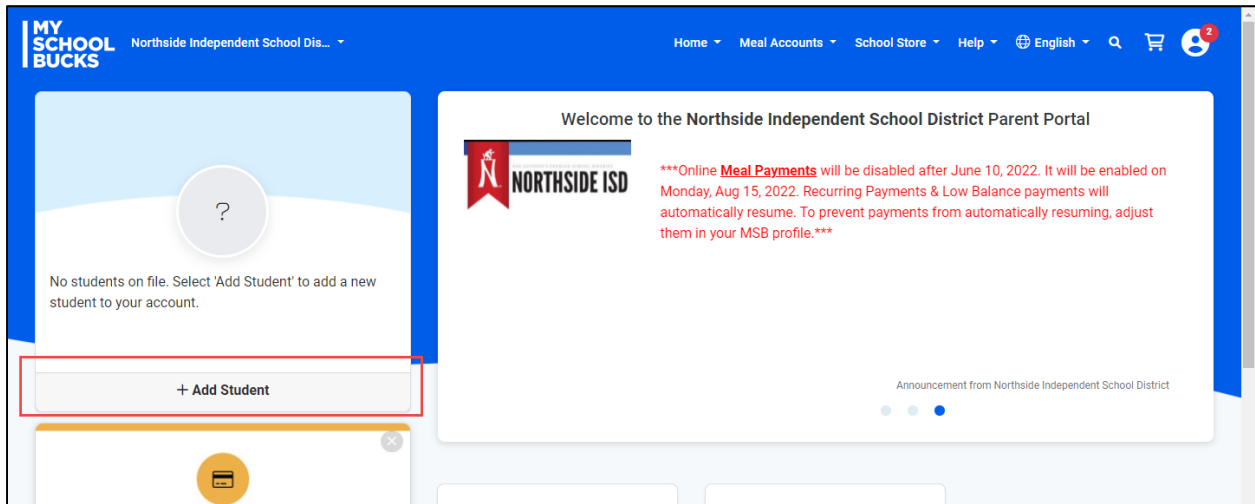 MY
SCHOOL
BUCKS
Northside Independent School Dis...
Home
Meal Accounts
School Store
Help
English
2
?
No students on file. Select 'Add Student' to add a new
student to your account.
+ Add Student
Welcome to the Northside Independent School District Parent Portal
N
NORTHSIDE ISD
***Online Meal Payments will be disabled after June 10, 2022. It will be enabled on
Monday, Aug 15, 2022. Recurring Payments & Low Balance payments will
automatically resume. To prevent payments from automatically resuming, adjust
them in your MSB profile.***
Announcement from Northside Independent School District